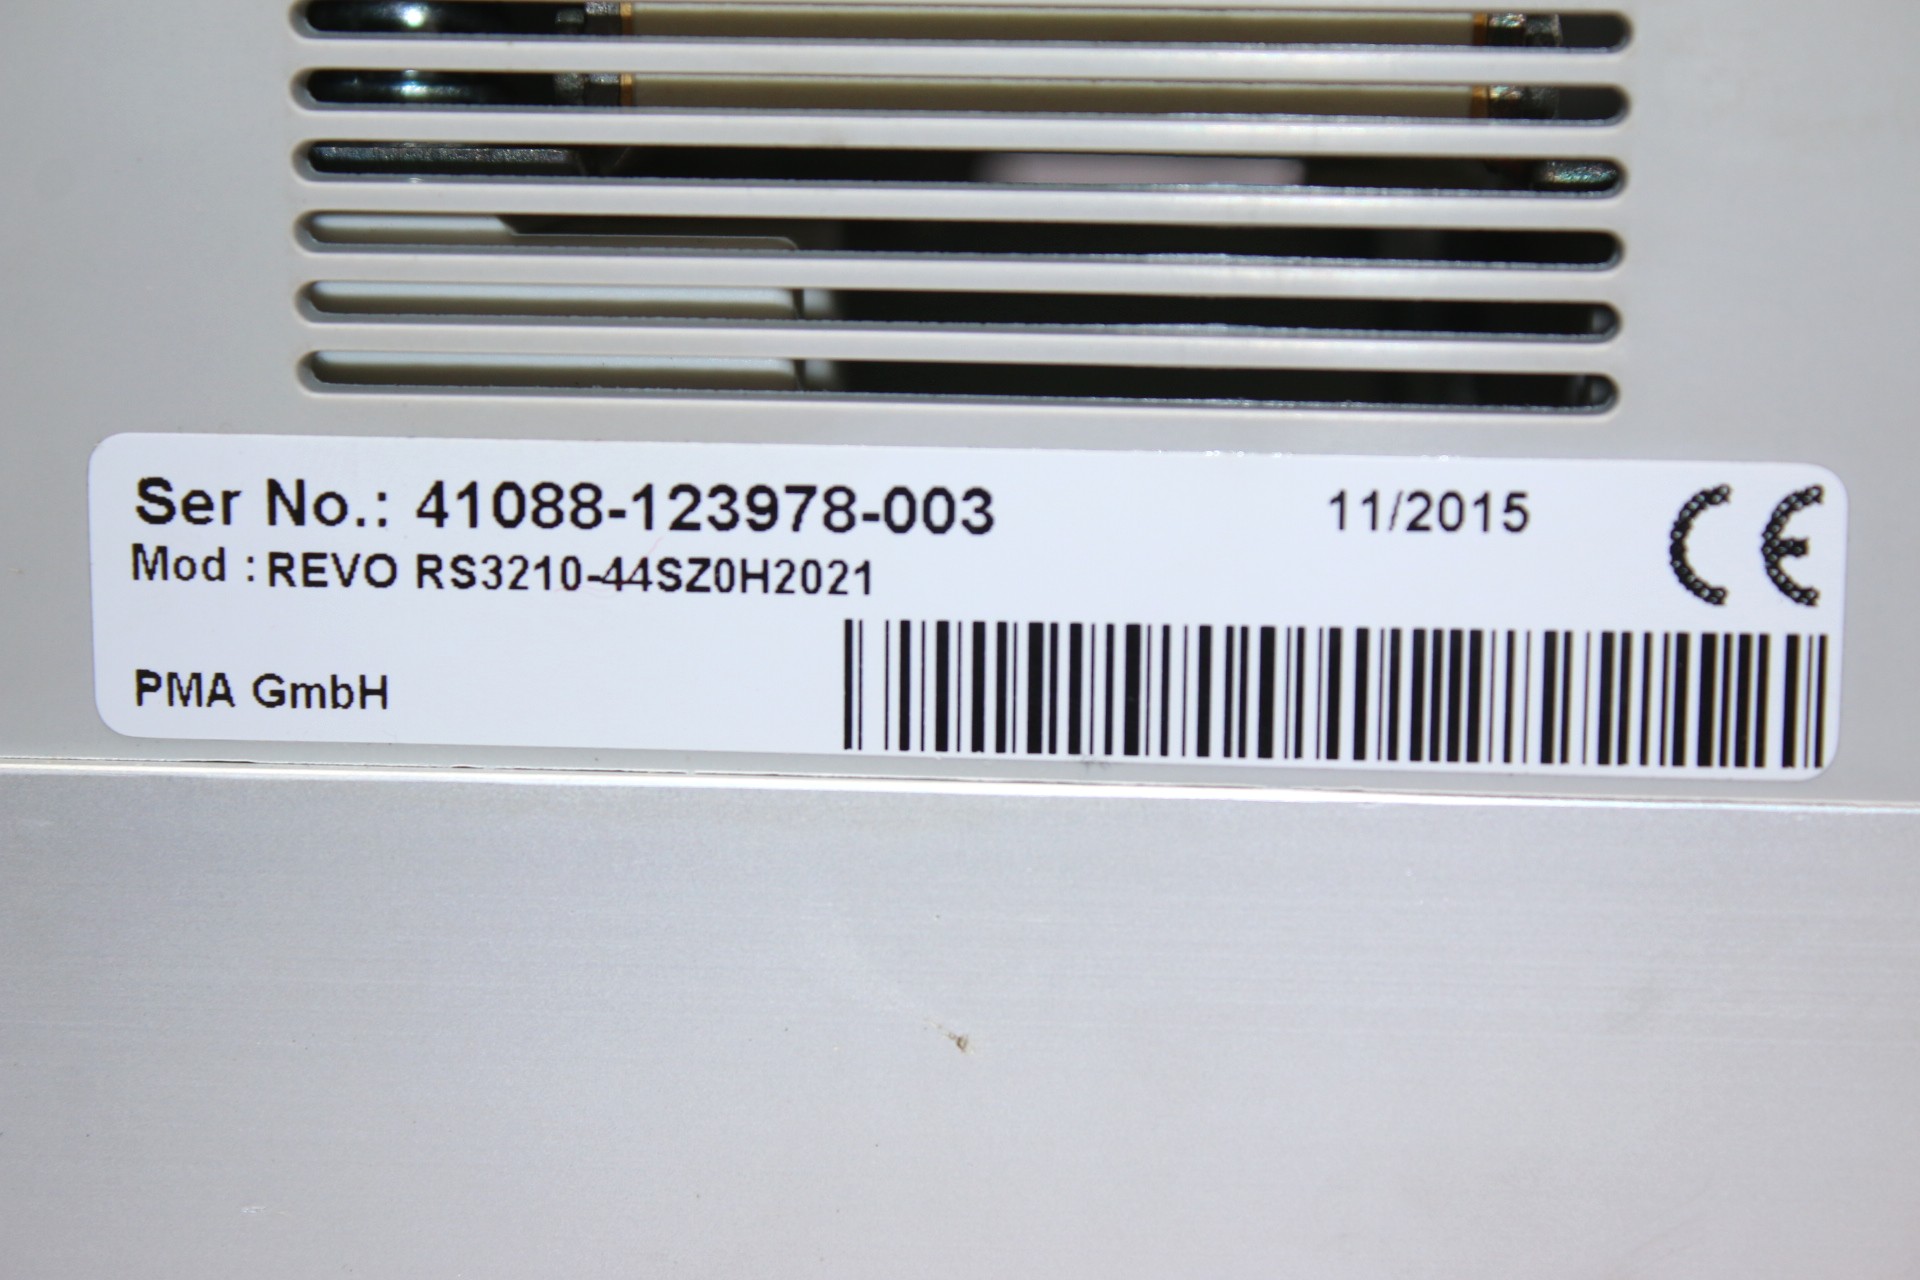 Ser No.: 41088-123978-003 11/2015 CE
Mod : REVO RS3210-44SZ0H2021
PMA GmbH